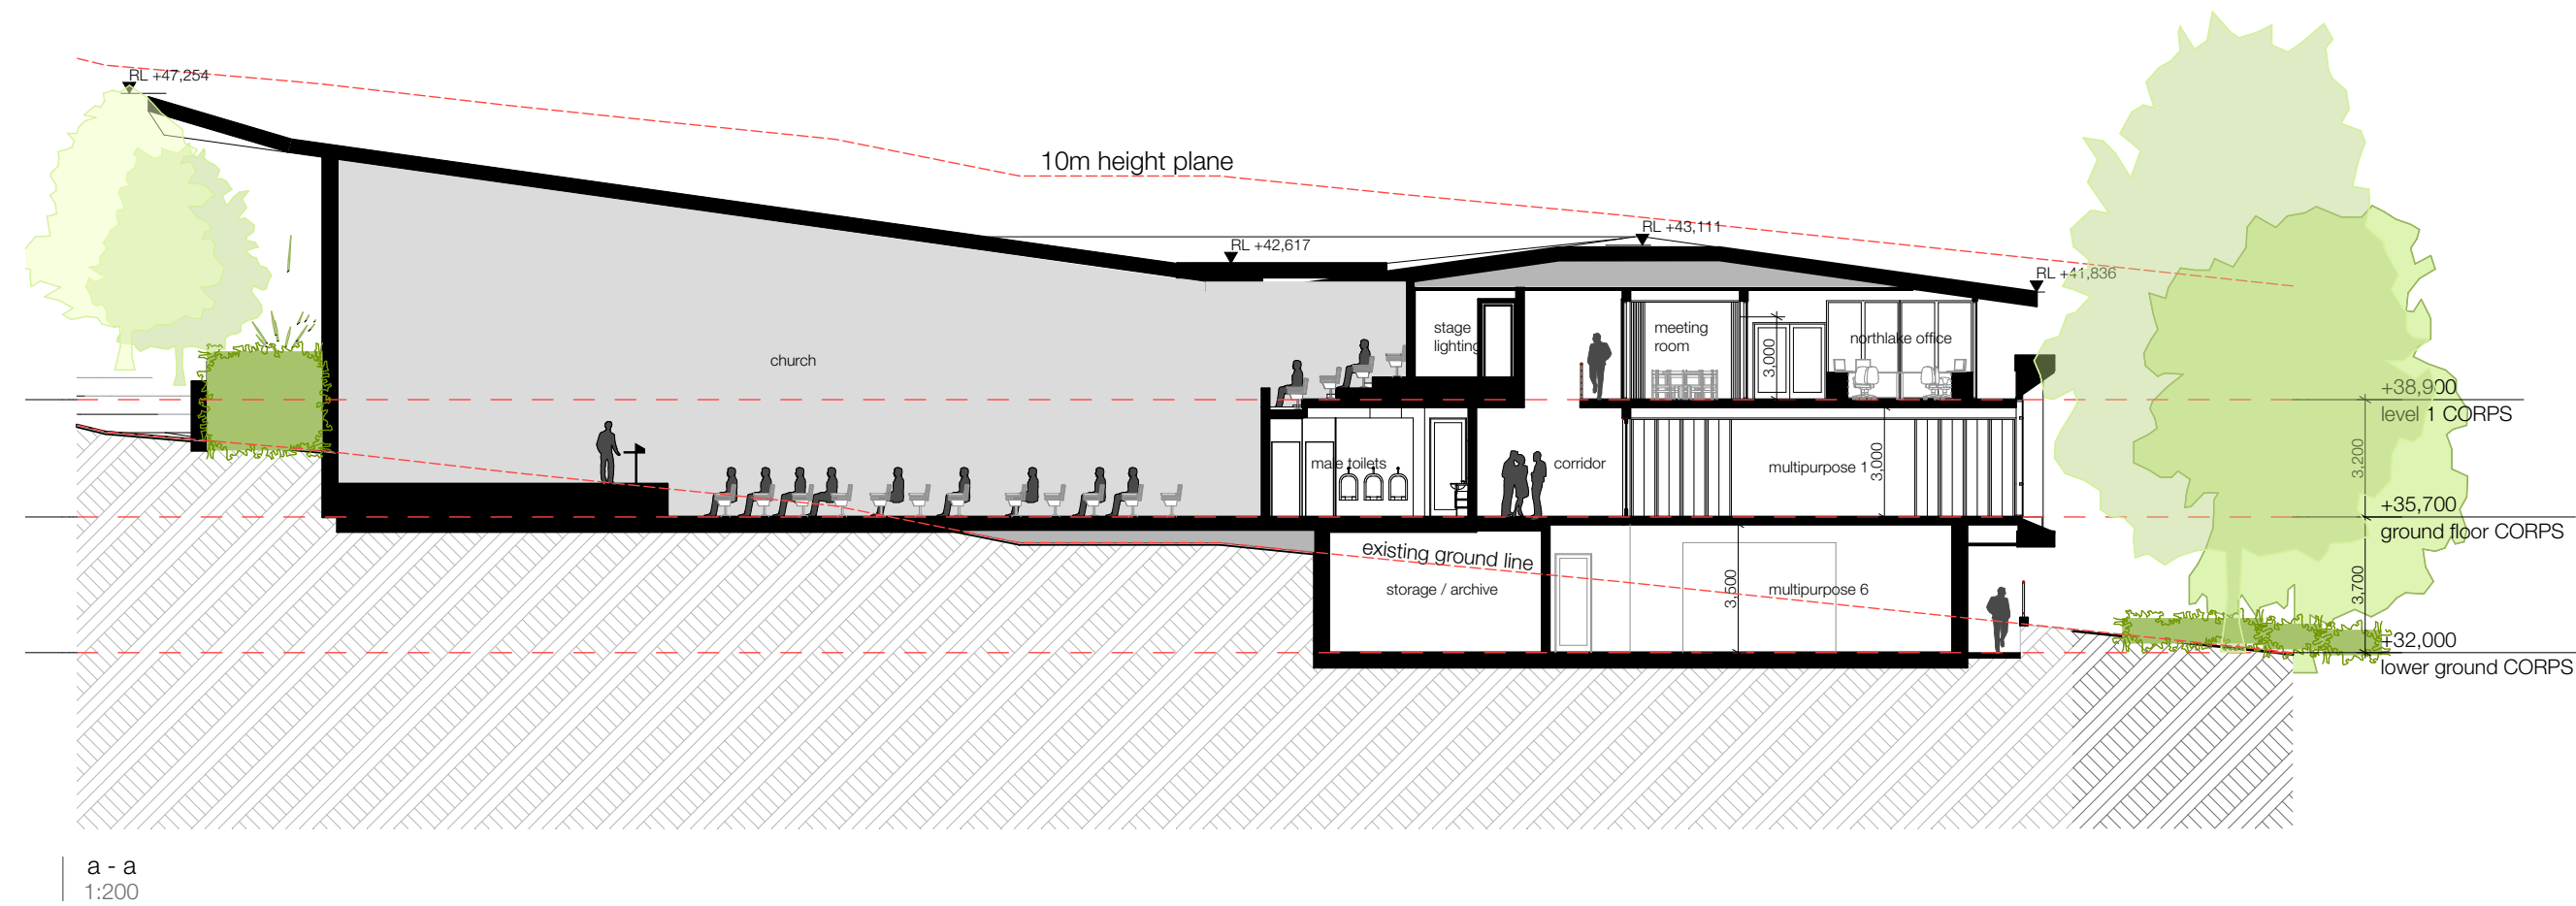 RL +47,254
10m height plane
RL +42,617
RL +43,111
RL +41,836
church
stage
lighting
meeting
room
3,000
northlake office
+38,900
level 1 CORPS
male toilets
corridor
multipurpose 1
3,000
3,200
+35,700
ground floor CORPS
existing ground line
storage / archive
3,500
multipurpose 6
3,700
+32,000
lower ground CORPS
a - a
1:200